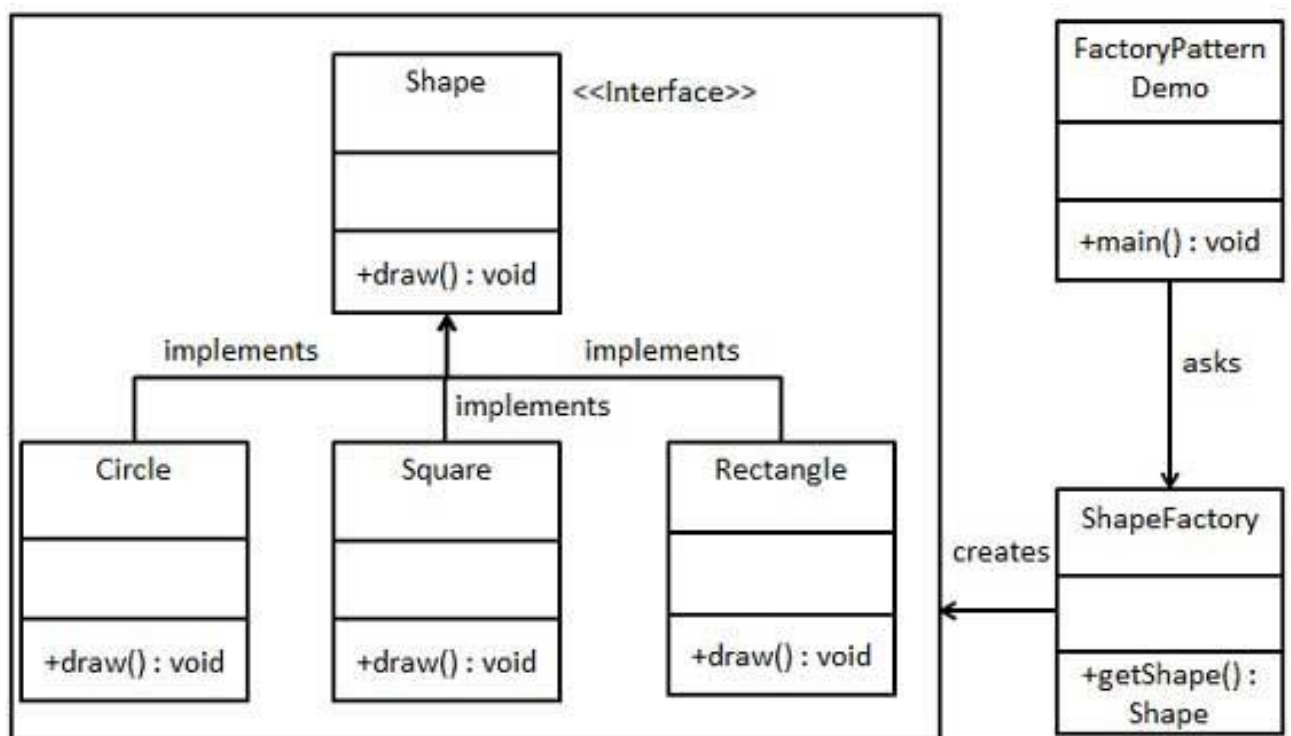 Shape
<<Interface>>
+draw() : void
implements
implements
implements
Circle
+draw() : void
Square
+draw() : void
Rectangle
+draw() : void
FactoryPattern
Demo
+main() : void
asks
ShapeFactory
+getShape() :
Shape
creates